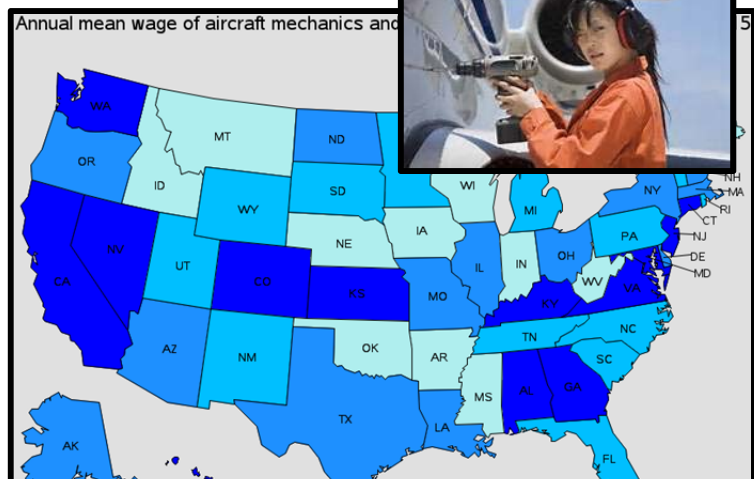 Annual mean wage of aircraft mechanics and
5
WA
MT
ND
OR
ID
WY
SD
WI
MI
NY
NH
MA
RI
CT
NJ
PA
NE
IA
NV
UT
CO
CA
KS
MO
IL
IN
OH
WV
VA
DE
MD
KY
AZ
NM
OK
AR
TN
NC
SC
MS
AL
GA
TX
LA
AK
FL